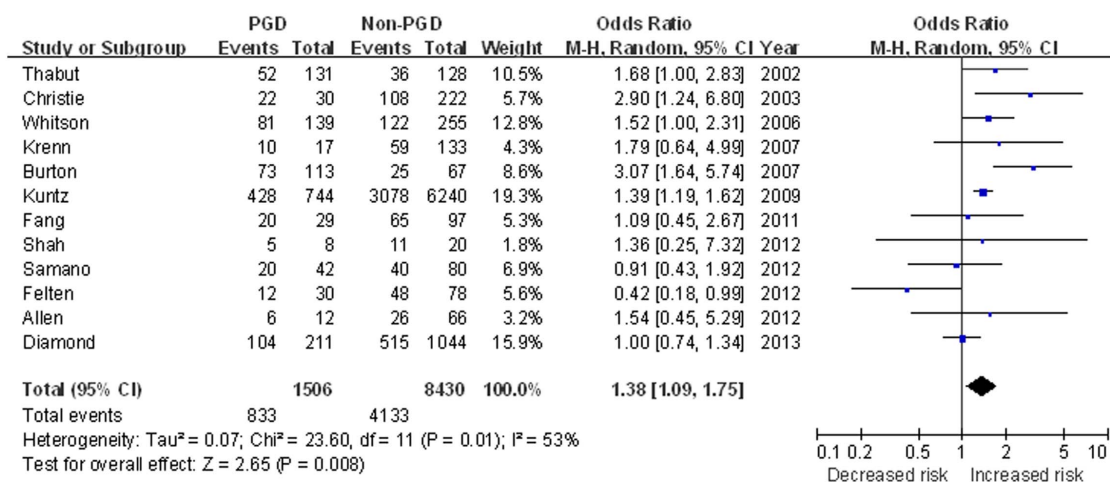 PGD Non-PGD Odds Ratio Odds Ratio
Study or Subgroup Events Total Events Total Weight M-H, Random, 95% CI Year M-H, Random, 95% CI
Thabut 52 131 36 128 10.5% 1.68 [1.00, 2.83] 2002
Christie 22 30 108 222 5.7% 2.90 [1.24, 6.80] 2003
Whitson 81 139 122 255 12.8% 1.52 [1.00, 2.31] 2006
Krenn 10 17 59 133 4.3% 1.79 [0.64, 4.99] 2007
Burton 73 113 25 67 8.6% 3.07 [1.64, 5.74] 2007
Kuntz 428 744 3078 6240 19.3% 1.39 [1.19, 1.62] 2009
Fang 20 29 65 97 5.3% 1.09 [0.45, 2.67] 2011
Shah 5 8 11 20 1.8% 1.36 [0.25, 7.32] 2012
Samano 20 42 40 80 6.9% 0.91 [0.43, 1.92] 2012
Felten 12 30 48 78 5.6% 0.42 [0.18, 0.99] 2012
Allen 6 12 26 66 3.2% 1.54 [0.45, 5.29] 2012
Diamond 104 211 515 1044 15.9% 1.00 [0.74, 1.34] 2013
Total (95% CI) 1506 8430 100.0% 1.38 [1.09, 1.75]
Total events 833 4133
Heterogeneity: Tau² = 0.07; Chi² = 23.60, df = 11 (P = 0.01); I² = 53%
Test for overall effect: Z = 2.65 (P = 0.008)
0.1 0.2 0.5 1 2 5 10
Decreased risk Increased risk